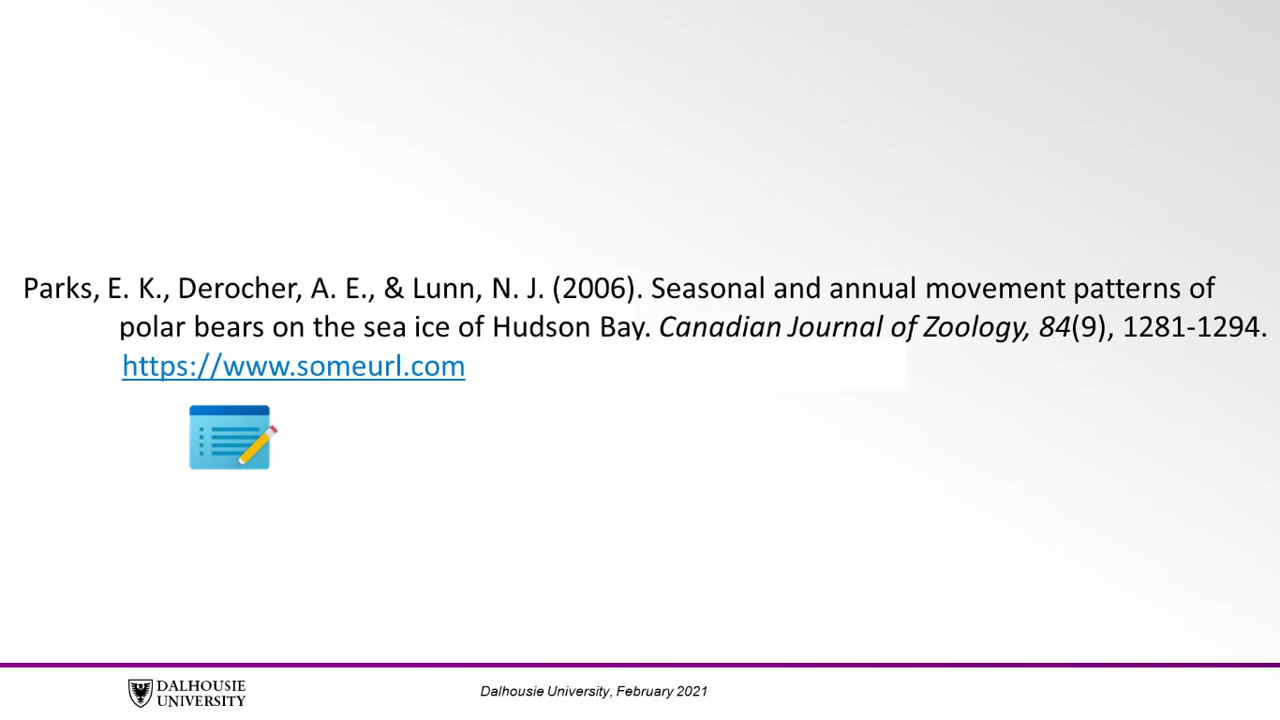 Parks, E. K., Derocher, A. E., & Lunn, N. J. (2006). Seasonal and annual movement patterns of
polar bears on the sea ice of Hudson Bay. Canadian Journal of Zoology, 84(9), 1281-1294.
https://www.someurl.com
DALHOUSIE
UNIVERSITY
Dalhousie University, February 2021